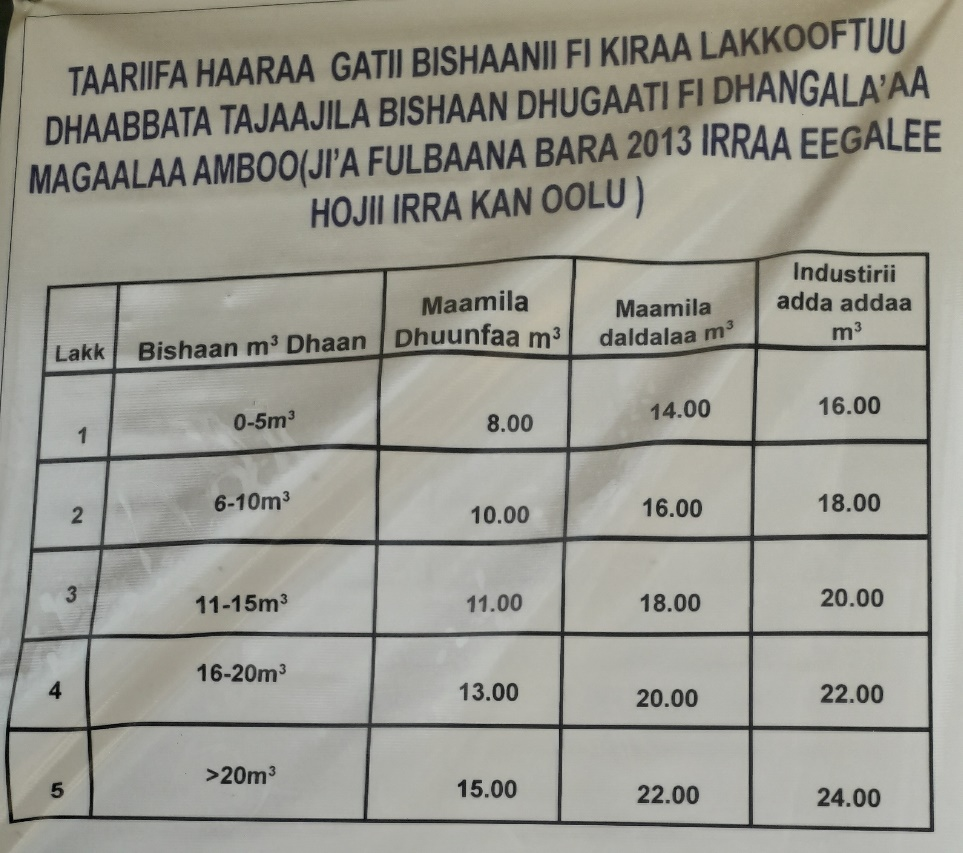 TAARIIFA HAARAA GATII BISHAANII FI KIRAA LAKKOOFTUU
DHAABBATA TAJAAJILA BISHAAN DHUGAATI FI DHANGALA'AA
MAGAALAA AMBOO(JI'A FULBAANA BARA 2013 IRRAA EEGALEE
HOJII IRRA KAN OOLU )
Lakk Bishaan m³ Dhaan Maamila Dhuunfaa m³ Maamila daldalaa m³ Industirii adda addaa m³
1 0-5m³ 8.00 14.00 16.00
2 6-10m³ 10.00 16.00 18.00
3 11-15m³ 11.00 18.00 20.00
4 16-20m³ 13.00 20.00 22.00
5 >20m³ 15.00 22.00 24.00